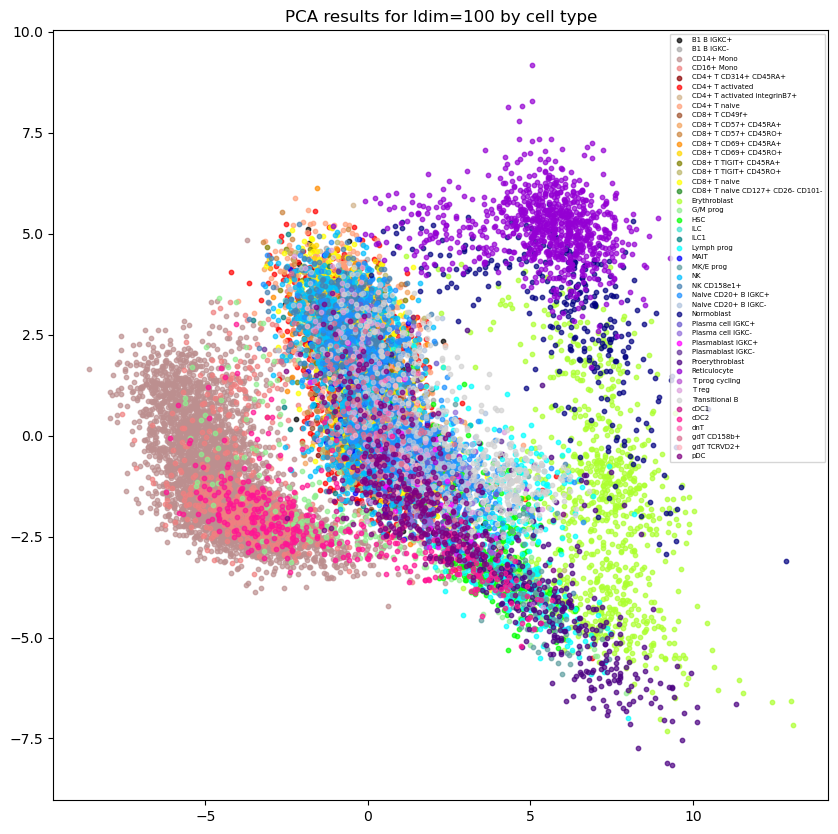 PCA results for ldim=100 by cell type
10.0
7.5
5.0
2.5
0.0
−2.5
−5.0
−7.5
−5
0
5
10
B1 B IGKC+
B1 B IGKC-
CD14+ Mono
CD16+ Mono
CD4+ T CD314+ CD45RA+
CD4+ T activated
CD4+ T activated integrinB7+
CD4+ T naive
CD8+ T CD49f+
CD8+ T CD57+ CD45RA+
CD8+ T CD57+ CD45RO+
CD8+ T CD69+ CD45RA+
CD8+ T CD69+ CD45RO+
CD8+ T TIGIT+ CD45RA+
CD8+ T TIGIT+ CD45RO+
CD8+ T naive
CD8+ T naive CD127+ CD26- CD101-
Erythroblast
G/M prog
HSC
ILC
ILC1
Lymph prog
MAIT
MK/E prog
NK
NK CD158e1+
Naive CD20+ B IGKC+
Naive CD20+ B IGKC-
Normoblast
Plasma cell IGKC+
Plasma cell IGKC-
Plasmablast IGKC+
Plasmablast IGKC-
Proerythroblast
Reticulocyte
T prog cycling
T reg
Transitional B
cDC1
cDC2
dnT
gdT CD158b+
gdT TCRVD2+
pDC